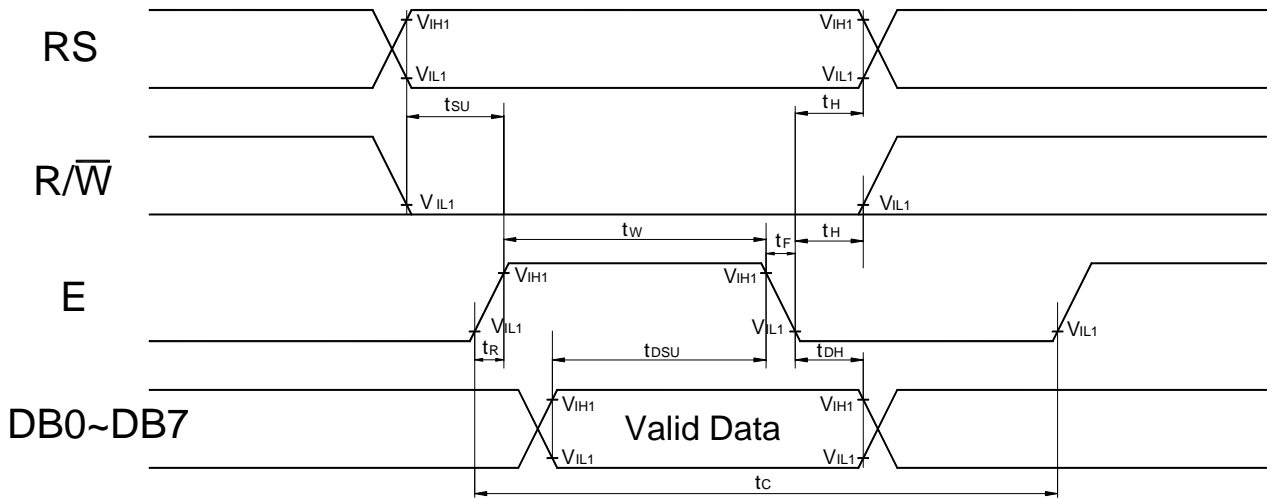 RS
VIH1
VIH1
VIL1
VIL1
tSU
tH
R/W̅
VIL1
VIL1
tW
tF
tH
E
VIH1
VIH1
VIL1
VIL1
VIL1
tR
tDSU
tDH
DB0~DB7
VIH1
Valid Data
VIH1
VIL1
VIL1
tC